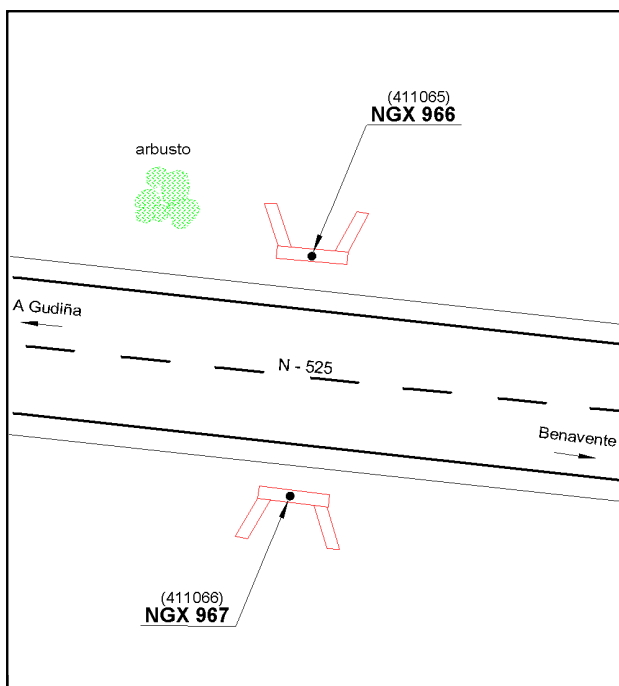 (411065)
NGX 966
arbusto
A Gudiña
N - 525
Benavente
(411066)
NGX 967